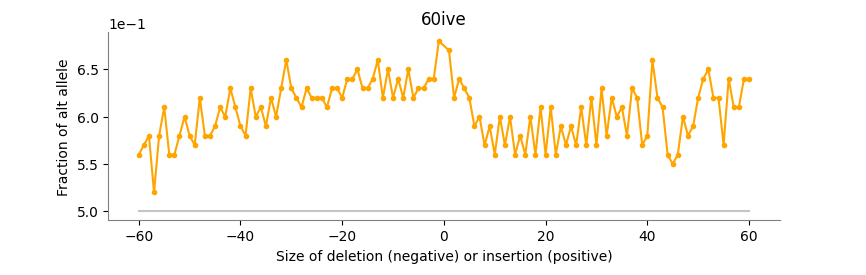 60ive
1e−1
Fraction of alt allele
6.5
6.0
5.5
5.0
−60
−40
−20
0
20
40
60
Size of deletion (negative) or insertion (positive)